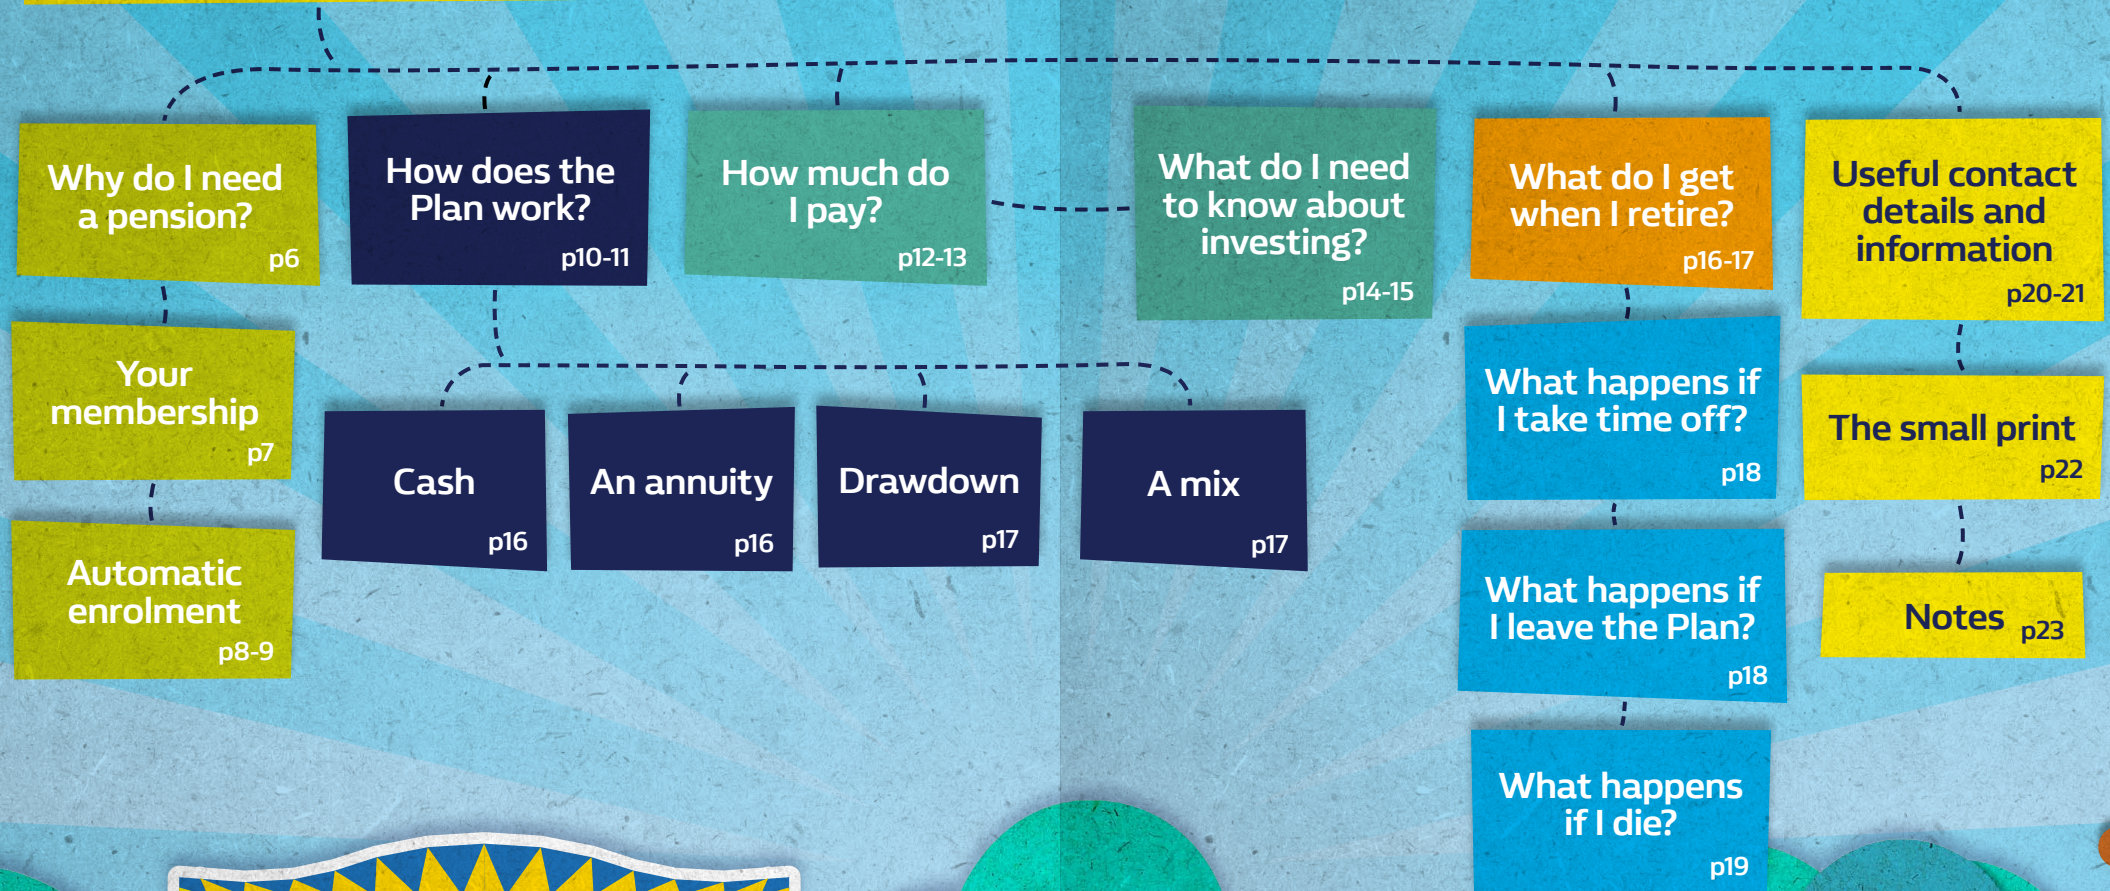 Why do I need
a pension?
p6
How does the
Plan work?
p10-11
How much do
I pay?
p12-13
What do I need
to know about
investing?
p14-15
What do I get
when I retire?
p16-17
Useful contact
details and
information
p20-21
Your
membership
p7
Automatic
enrolment
p8-9
Cash
p16
An annuity
p16
Drawdown
p17
A mix
p17
What happens if
I take time off?
p18
What happens if
I leave the Plan?
p18
What happens
if I die?
p19
The small print
p22
Notes p23